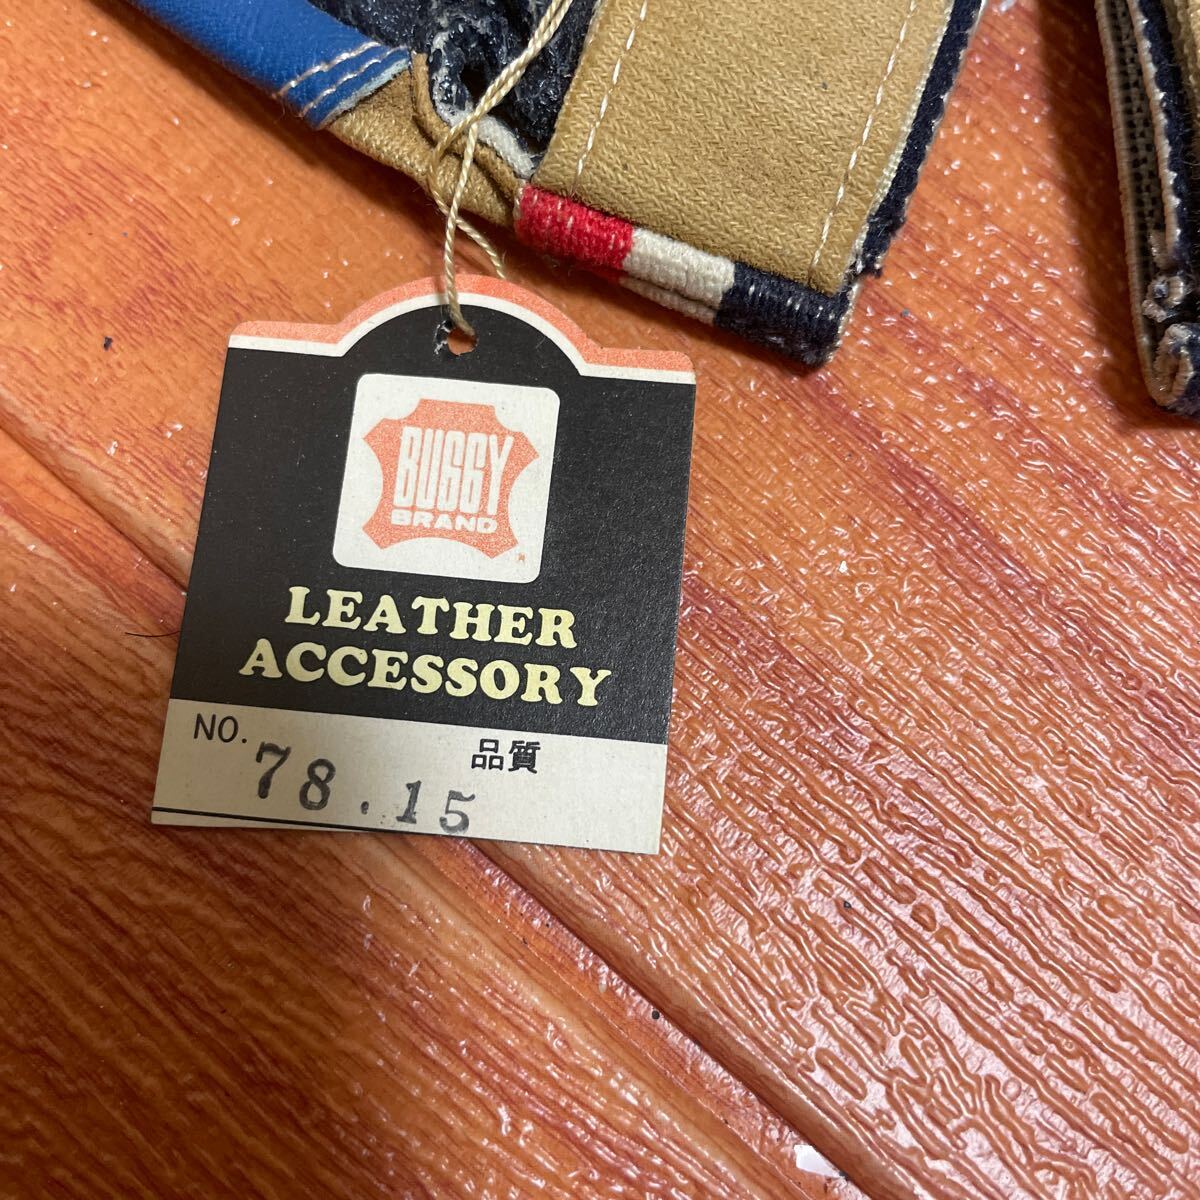 BUGGY
BRAND
LEATHER
ACCESSORY
NO. 品質
78.15